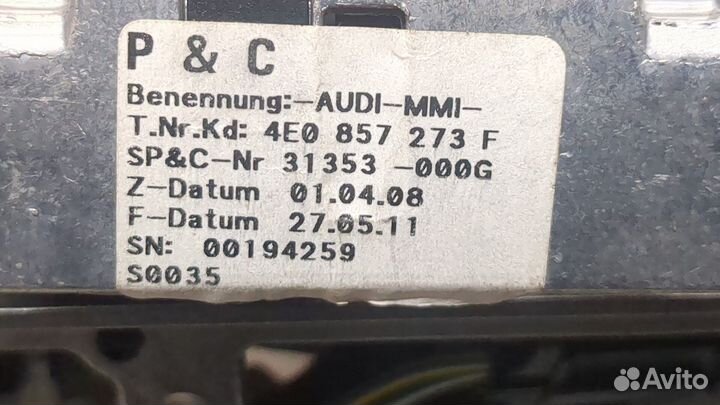 P & C
Benennung:-AUDI-MMI-
T.Nr.Kd: 4E0 857 273 F
SP&C-Nr 31353 -000G
Z-Datum 01.04.08
F-Datum 27.05.11
SN: 00194259
S0035
Avito